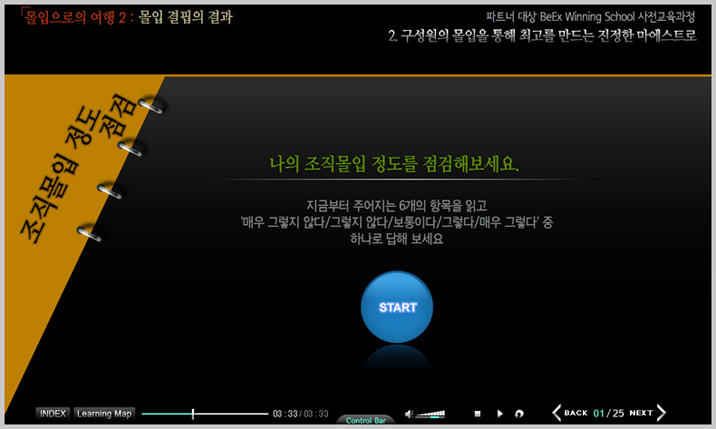 몰입으로의 여행 2 : 몰입 결핍의 결과
파트너 대상 BeEx Winning School 사전교육과정
2. 구성원의 몰입을 통해 최고를 만드는 진정한 마에스트로
조직몰입 정도
점검
나의 조직몰입 정도를 점검해보세요.
지금부터 주어지는 6개의 항목을 읽고
'매우 그렇지 않다/그렇지 않다/보통이다/그렇다/매우 그렇다' 중
하나로 답해 보세요
START
INDEX Learning Map 03 : 33 / 03 : 33 Control Bar BACK 01 / 25 NEXT